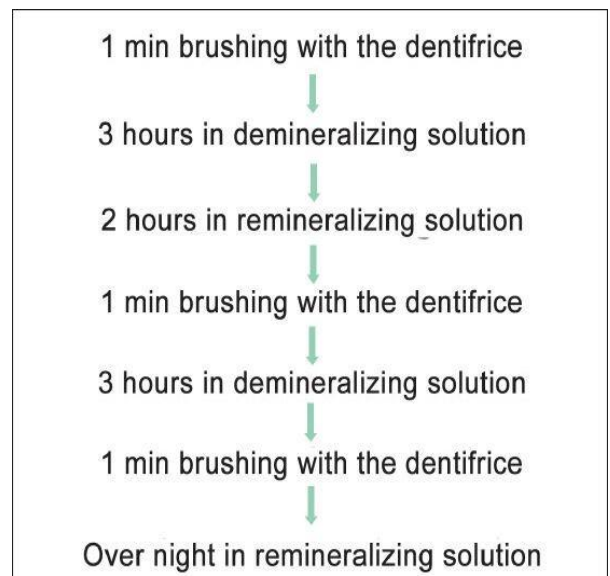 1 min brushing with the dentifrice
3 hours in demineralizing solution
2 hours in remineralizing solution
1 min brushing with the dentifrice
3 hours in demineralizing solution
1 min brushing with the dentifrice
Over night in remineralizing solution